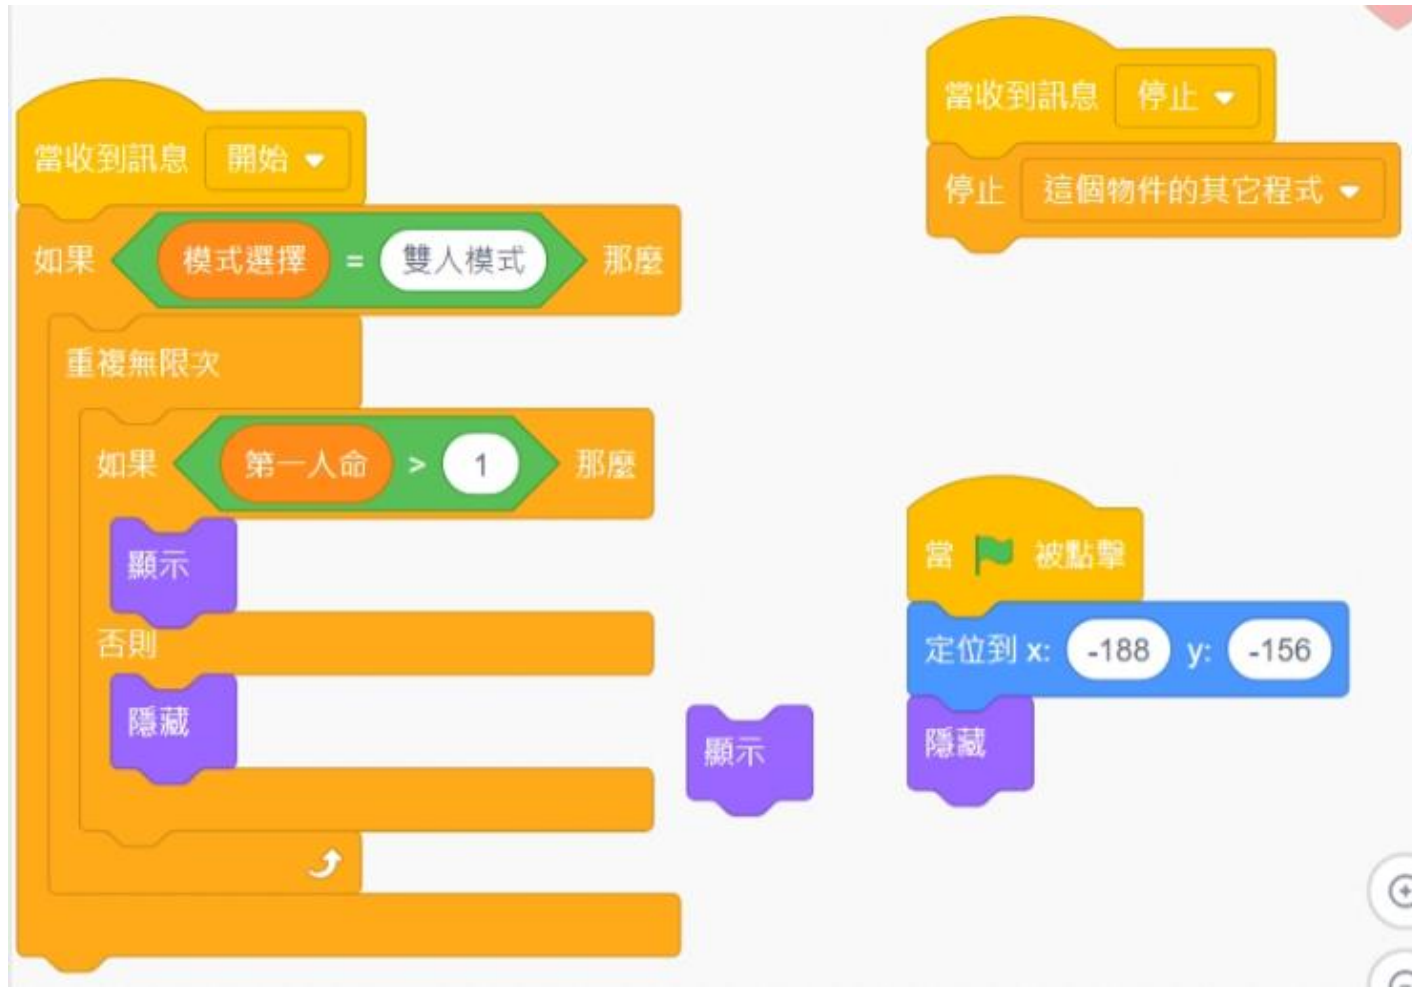 當收到訊息 開始
如果 模式選擇 = 雙人模式 那麼
重複無限次
如果 第一人命 > 1 那麼
顯示
否則
隱藏
顯示
當收到訊息 停止
停止 這個物件的其它程式
當 被點擊
定位到 x: -188 y: -156
隱藏